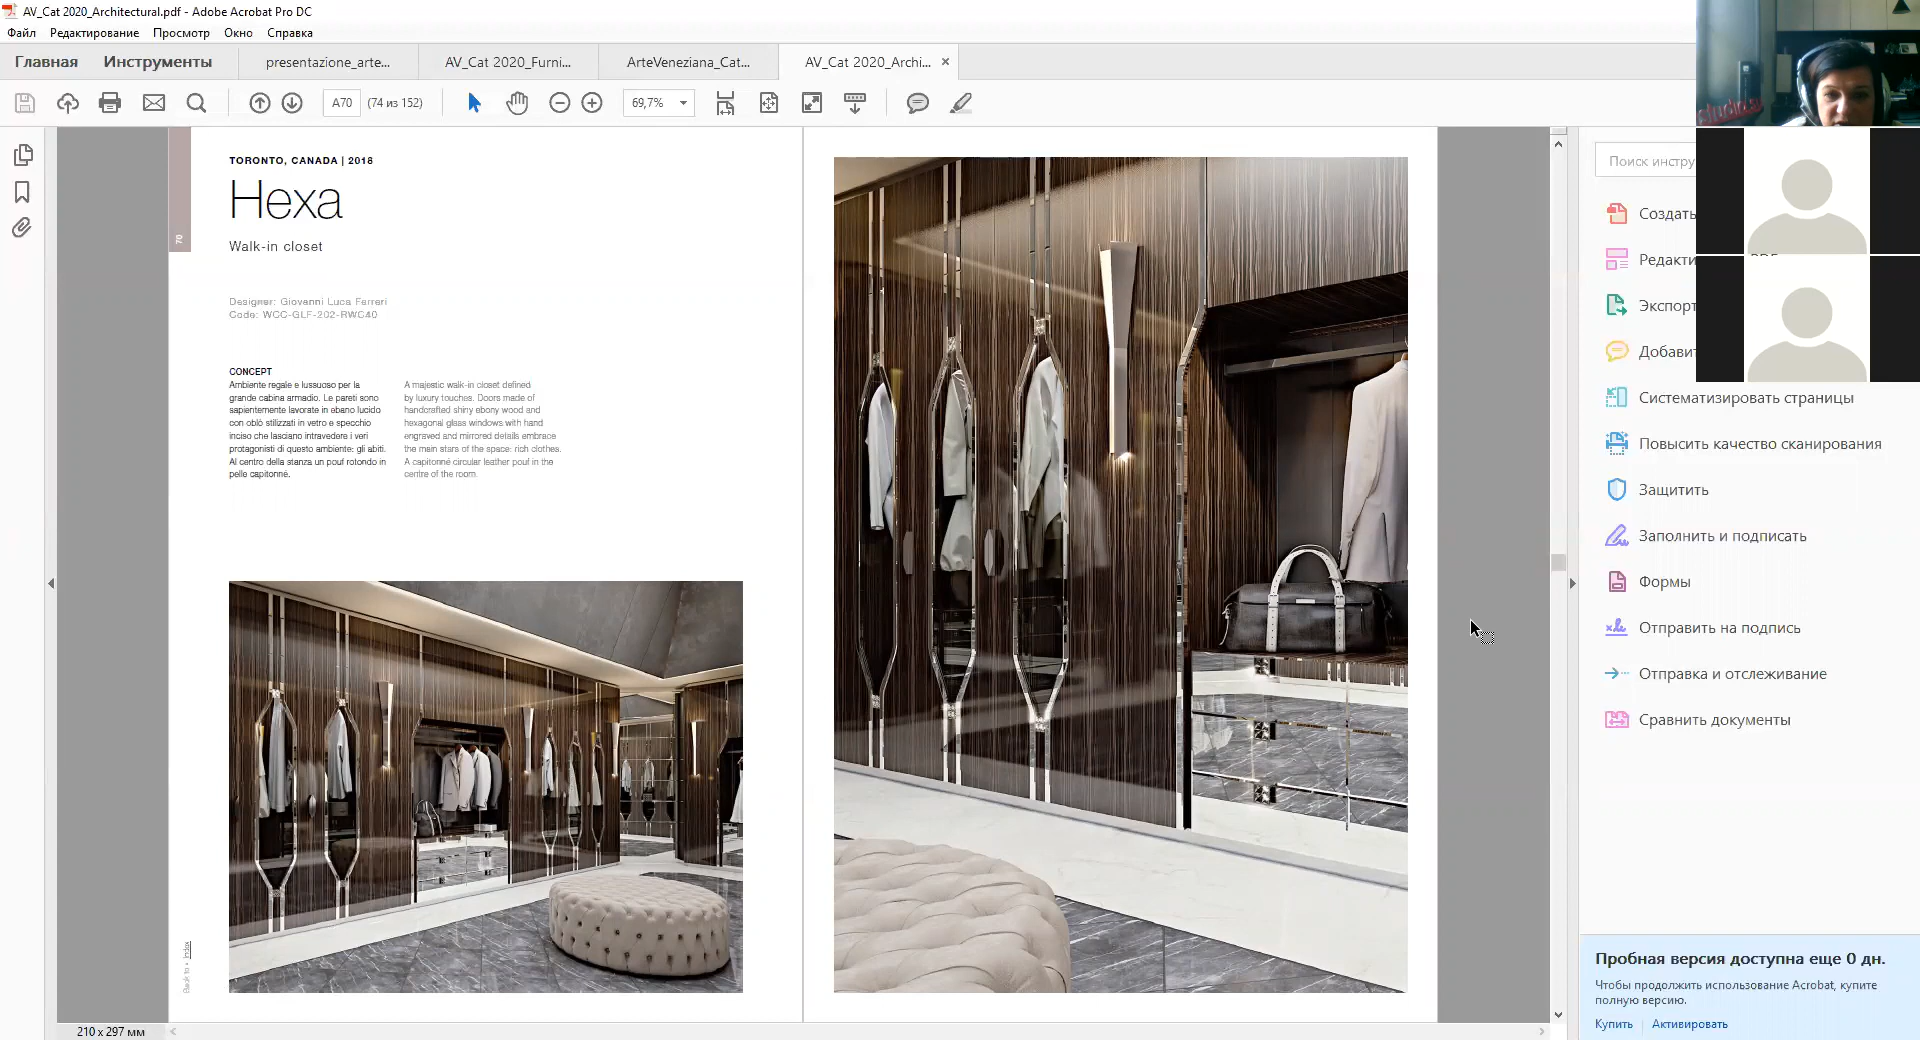 AV_Cat 2020_Architectural.pdf - Adobe Acrobat Pro DC
Файл Редактирование Просмотр Окно Справка
Главная Инструменты presentazione_arte... AV_Cat 2020_Furni... ArteVeneziana_Cat... AV_Cat 2020_Archi... ×
A70 (74 из 152) 69,7%
TORONTO, CANADA | 2018
Hexa
Walk-in closet
70
Designer: Giovanni Luca Ferreri
Code: WCC-GLF-202-RWC40
CONCEPT
Ambiente regale e lussuoso per la
grande cabina armadio. Le pareti sono
sapientemente lavorate in ebano lucido
con oblò stilizzati in vetro e specchio
inciso che lasciano intravedere i veri
protagonisti di questo ambiente: gli abiti.
Al centro della stanza un pouf rotondo in
pelle capitonné.
A majestic walk-in closet defined
by luxury touches. Doors made of
handcrafted shiny ebony wood and
hexagonal glass windows with hand
engraved and mirrored details embrace
the main stars of the space: rich clothes.
A capitonné circular leather pouf in the
centre of the room.
Back to • Index
210 x 297 мм
Поиск инстру
Создать
Редакти
Экспорт
Добавит
Систематизировать страницы
Повысить качество сканирования
Защитить
Заполнить и подписать
Формы
Отправить на подпись
Отправка и отслеживание
Сравнить документы
Пробная версия доступна еще 0 дн.
Чтобы продолжить использование Acrobat, купите
полную версию.
Купить Активировать